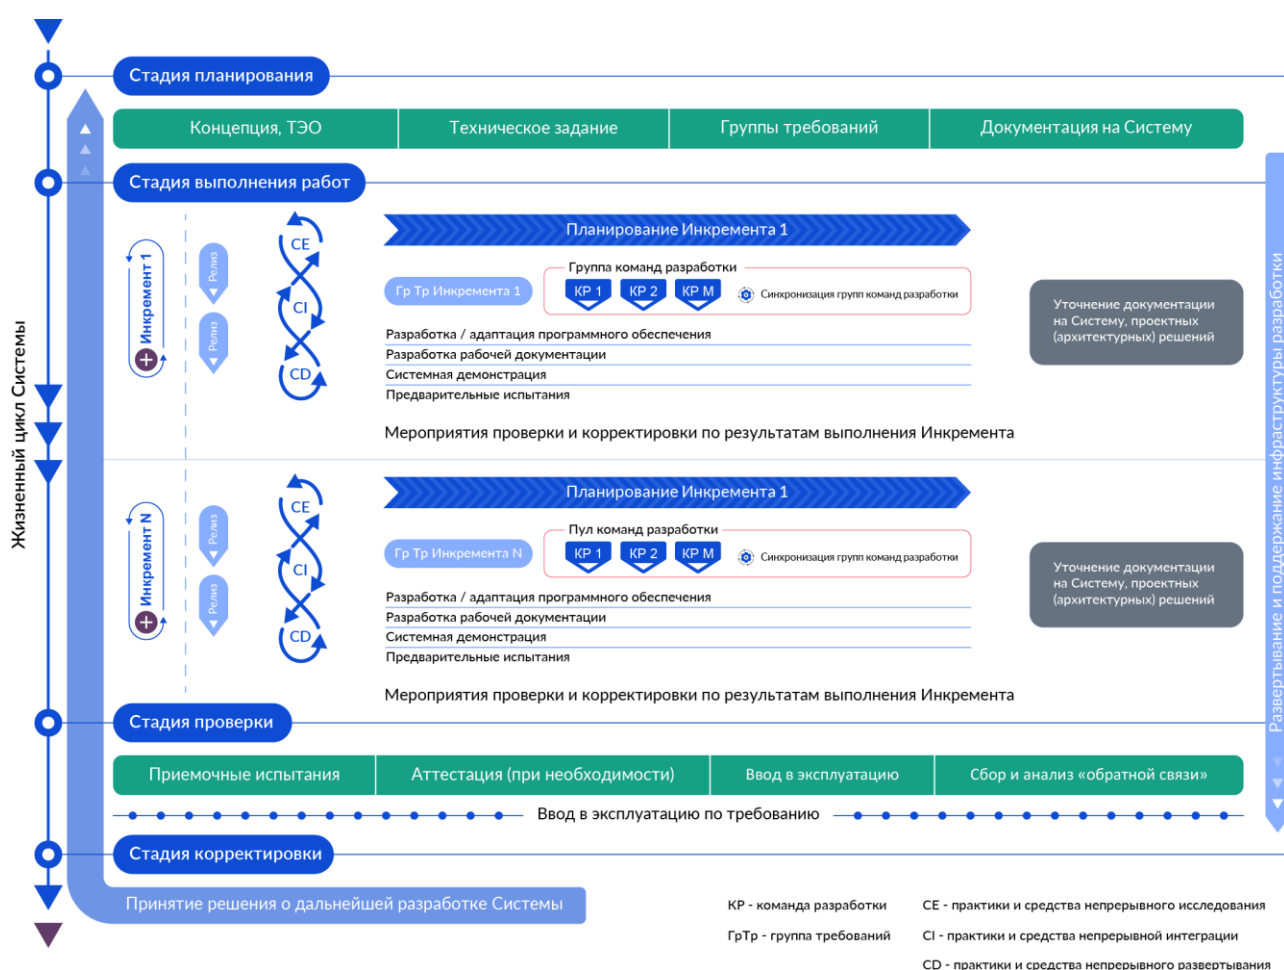 Жизненный цикл Системы
Стадия планирования
Концепция, ТЭО
Техническое задание
Группы требований
Документация на Систему
Стадия выполнения работ
Инкремент 1
Релиз
Релиз
CE
CI
CD
Планирование Инкремента 1
Гр Тр Инкремента 1
Группа команд разработки
КР 1
КР 2
КР М
Синхронизация групп команд разработки
Разработка / адаптация программного обеспечения
Разработка рабочей документации
Системная демонстрация
Предварительные испытания
Уточнение документации
на Систему, проектных
(архитектурных) решений
Мероприятия проверки и корректировки по результатам выполнения Инкремента
Инкремент N
Релиз
Релиз
CE
CI
CD
Планирование Инкремента 1
Гр Тр Инкремента N
Пул команд разработки
КР 1
КР 2
КР М
Синхронизация групп команд разработки
Разработка / адаптация программного обеспечения
Разработка рабочей документации
Системная демонстрация
Предварительные испытания
Уточнение документации
на Систему, проектных
(архитектурных) решений
Мероприятия проверки и корректировки по результатам выполнения Инкремента
Развертывание и поддержание инфраструктуры разработки
Стадия проверки
Приемочные испытания
Аттестация (при необходимости)
Ввод в эксплуатацию
Сбор и анализ «обратной связи»
Ввод в эксплуатацию по требованию
Стадия корректировки
Принятие решения о дальнейшей разработке Системы
КР - команда разработки
ГрТр - группа требований
CE - практики и средства непрерывного исследования
CI - практики и средства непрерывной интеграции
CD - практики и средства непрерывного развертывания